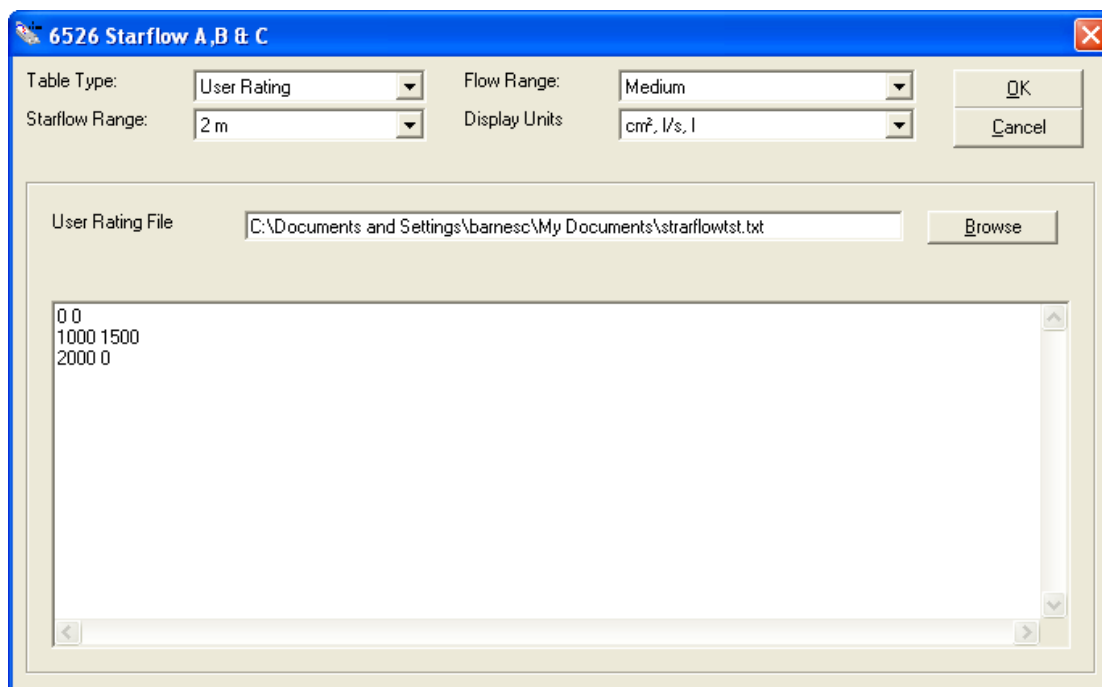 6526 Starflow A,B & C
Table Type: User Rating Flow Range: Medium OK
Starflow Range: 2 m Display Units cm², l/s, l Cancel
User Rating File C:\Documents and Settings\barnesc\My Documents\strarflowtst.txt Browse
0 0
1000 1500
2000 0